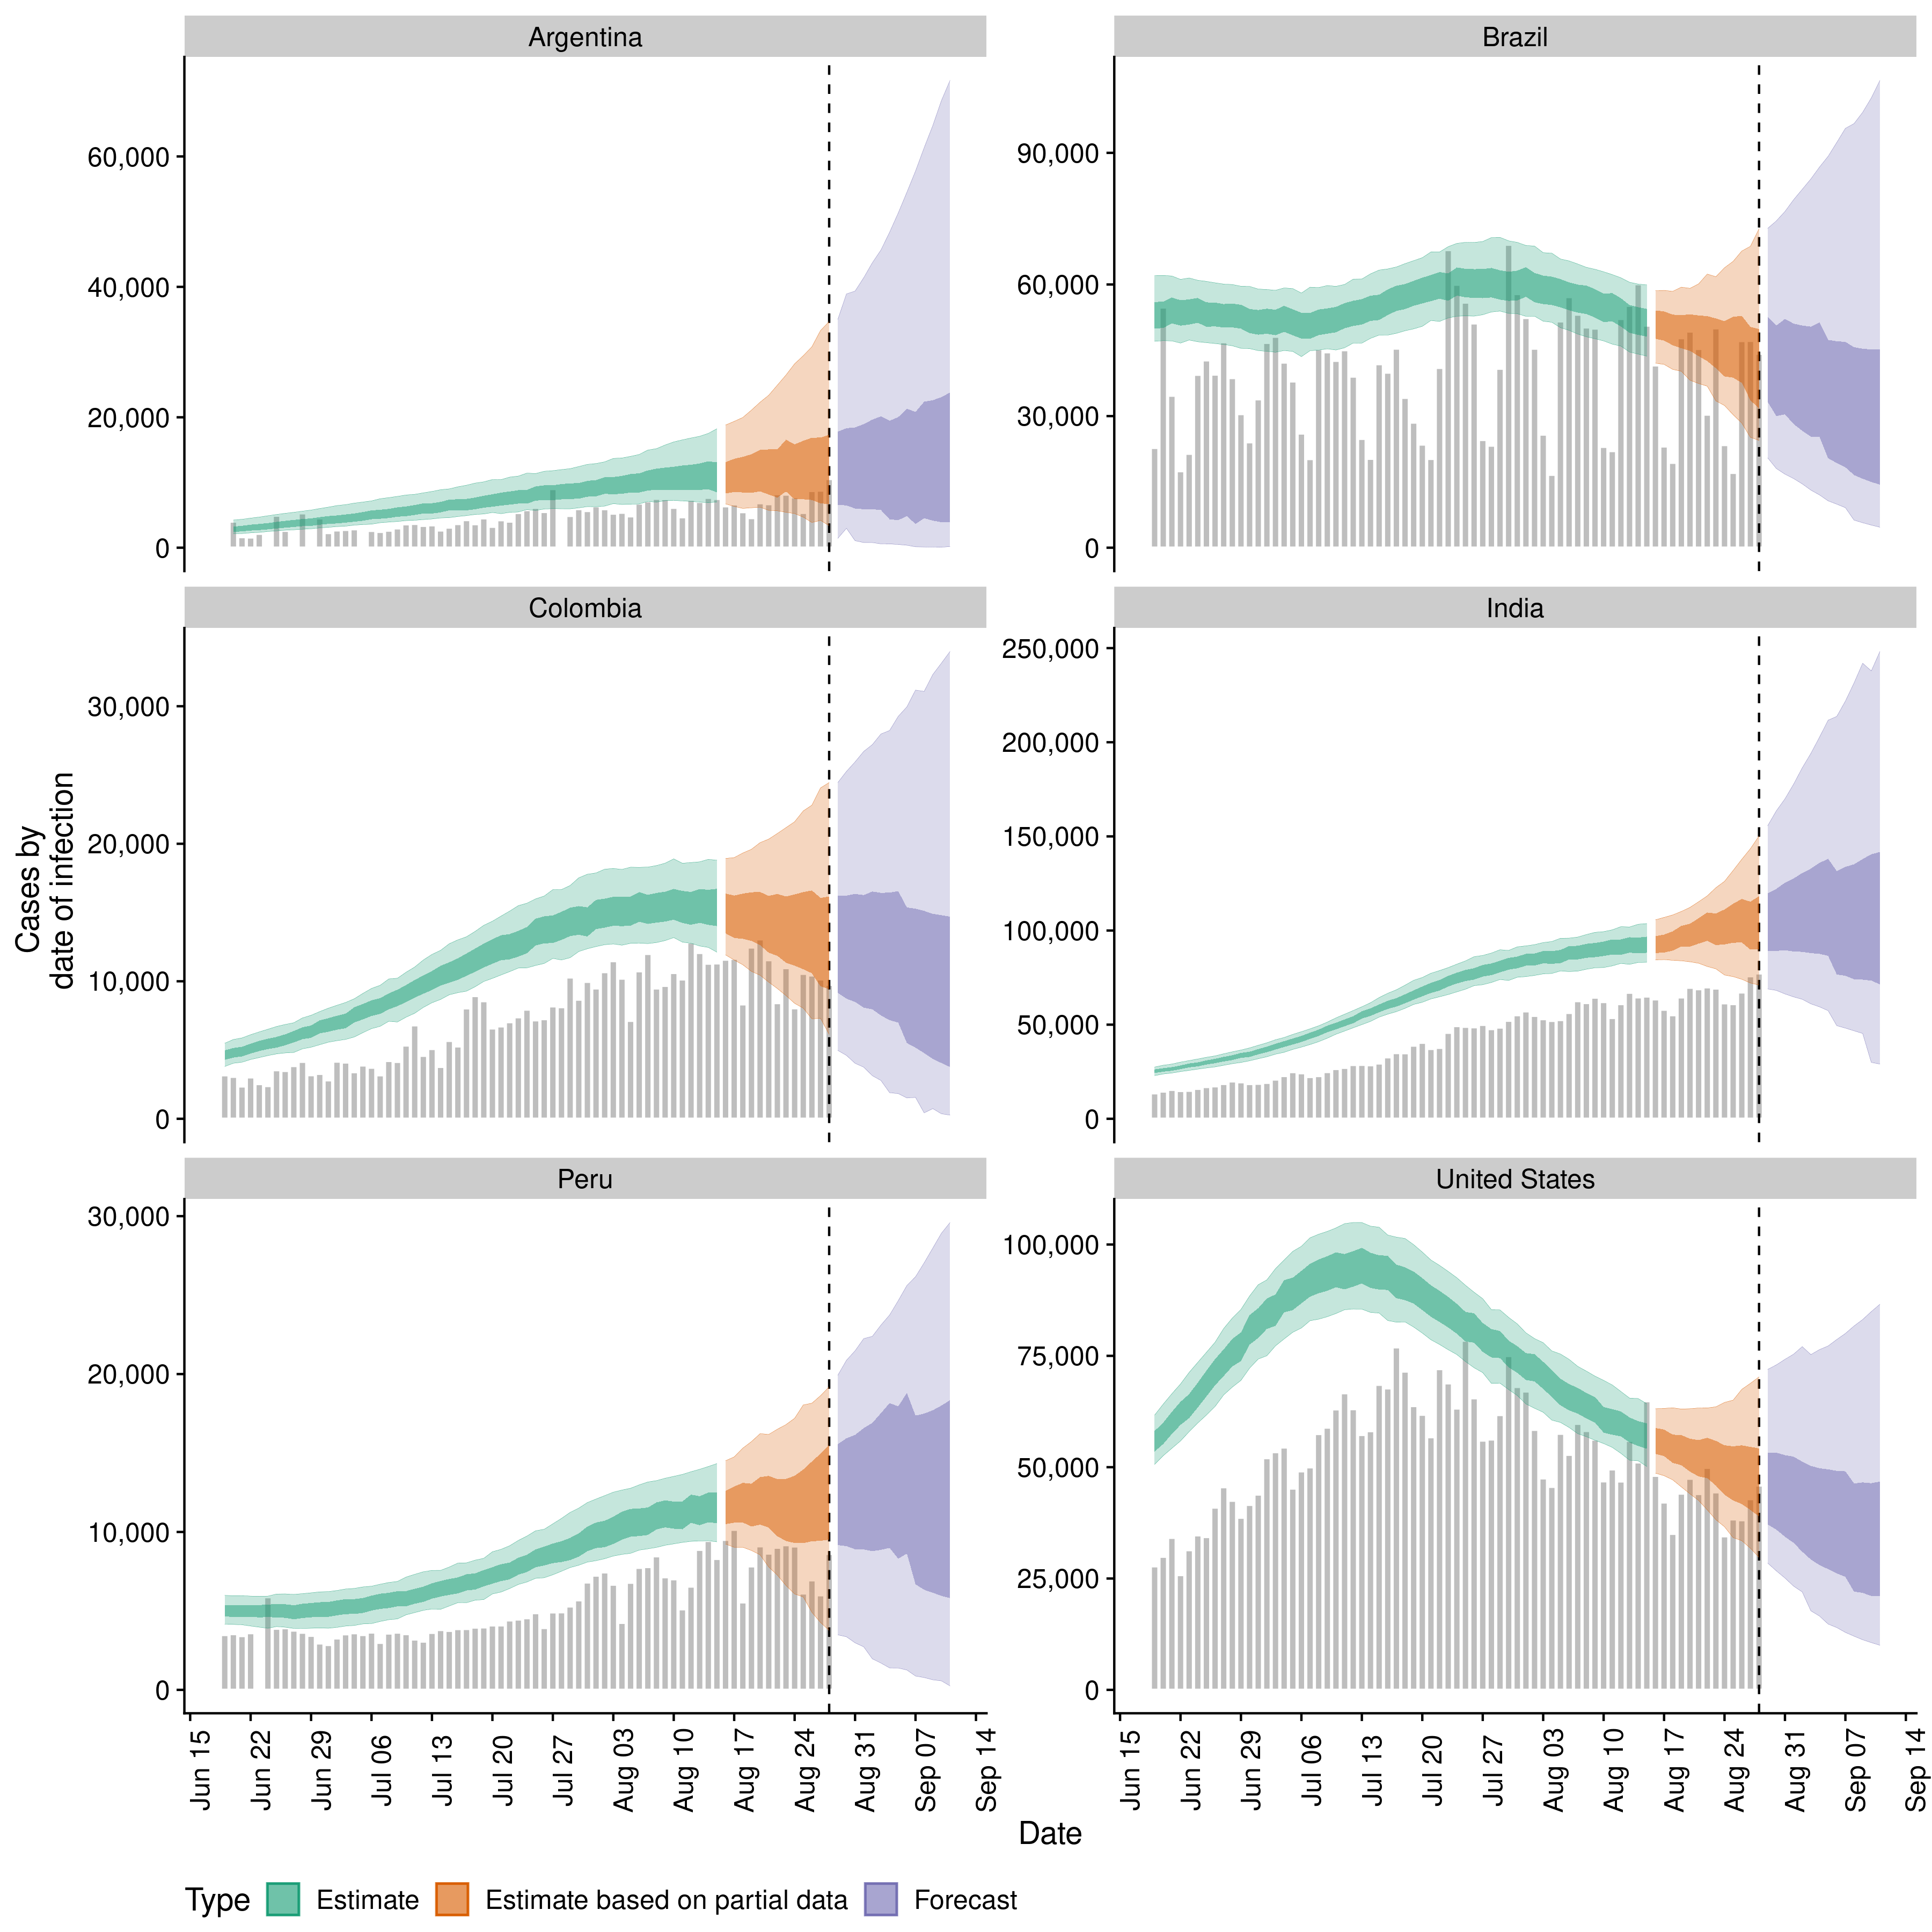 Argentina
Brazil
60,000
40,000
20,000
0
90,000
60,000
30,000
0
Colombia
India
30,000
20,000
10,000
0
250,000
200,000
150,000
100,000
50,000
0
Cases by
date of infection
Peru
United States
30,000
20,000
10,000
0
100,000
75,000
50,000
25,000
0
Jun 15
Jun 22
Jun 29
Jul 06
Jul 13
Jul 20
Jul 27
Aug 03
Aug 10
Aug 17
Aug 24
Aug 31
Sep 07
Sep 14
Jun 15
Jun 22
Jun 29
Jul 06
Jul 13
Jul 20
Jul 27
Aug 03
Aug 10
Aug 17
Aug 24
Aug 31
Sep 07
Sep 14
Date
Type Estimate Estimate based on partial data Forecast